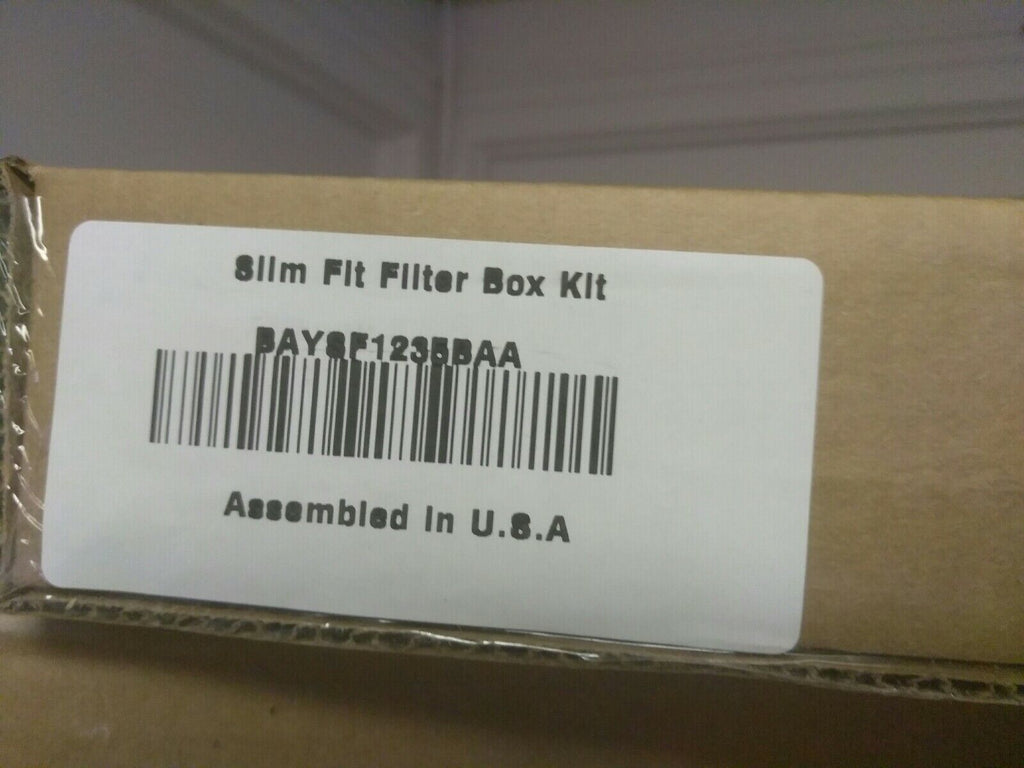 Slim Fit Filter Box Kit
BAYSF1235BAA
Assembled in U.S.A